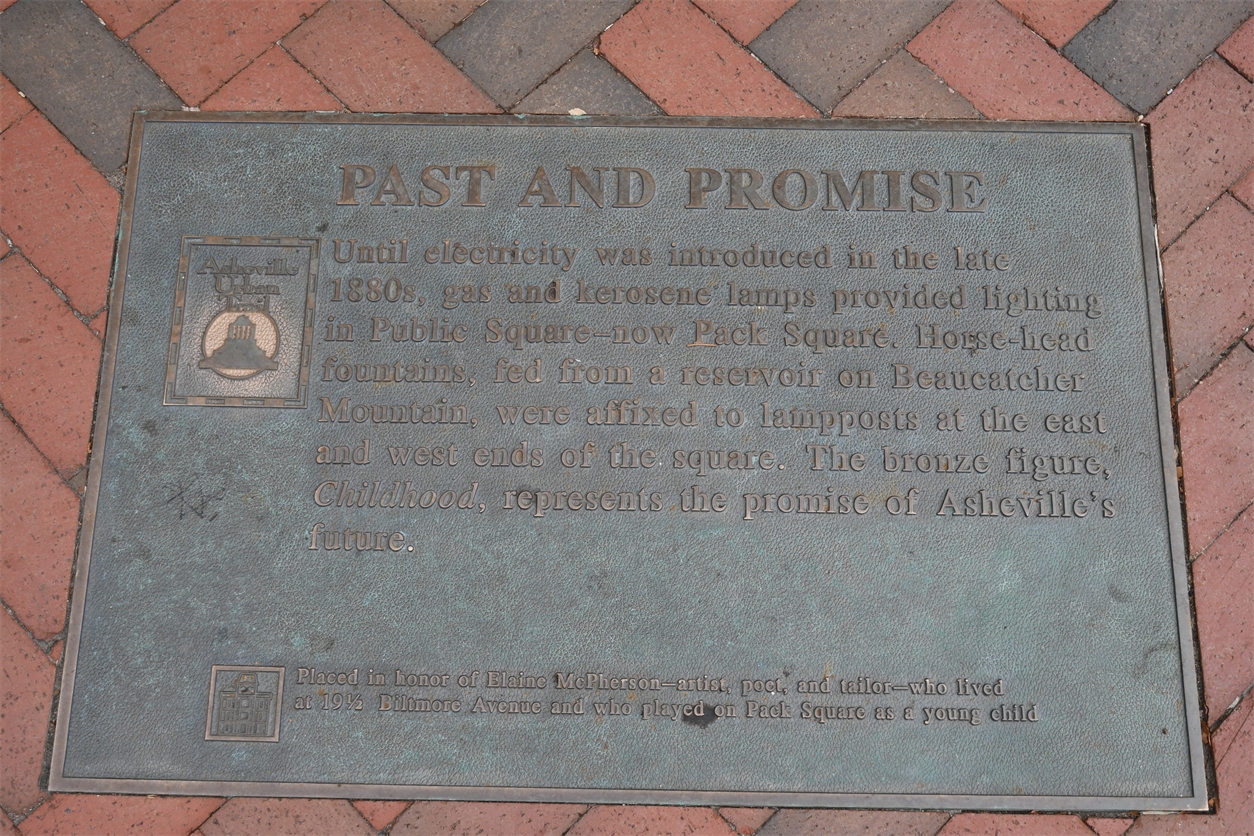 PAST AND PROMISE
Asheville
Urban
Trail
Until electricity was introduced in the late
1880s, gas and kerosene lamps provided lighting
in Public Square—now Pack Square. Horse-head
fountains, fed from a reservoir on Beaucatcher
Mountain, were affixed to lampposts at the east
and west ends of the square. The bronze figure,
Childhood, represents the promise of Asheville's
future.
Placed in honor of Elaine McPherson—artist, poet, and tailor—who lived
at 19½ Biltmore Avenue and who played on Pack Square as a young child